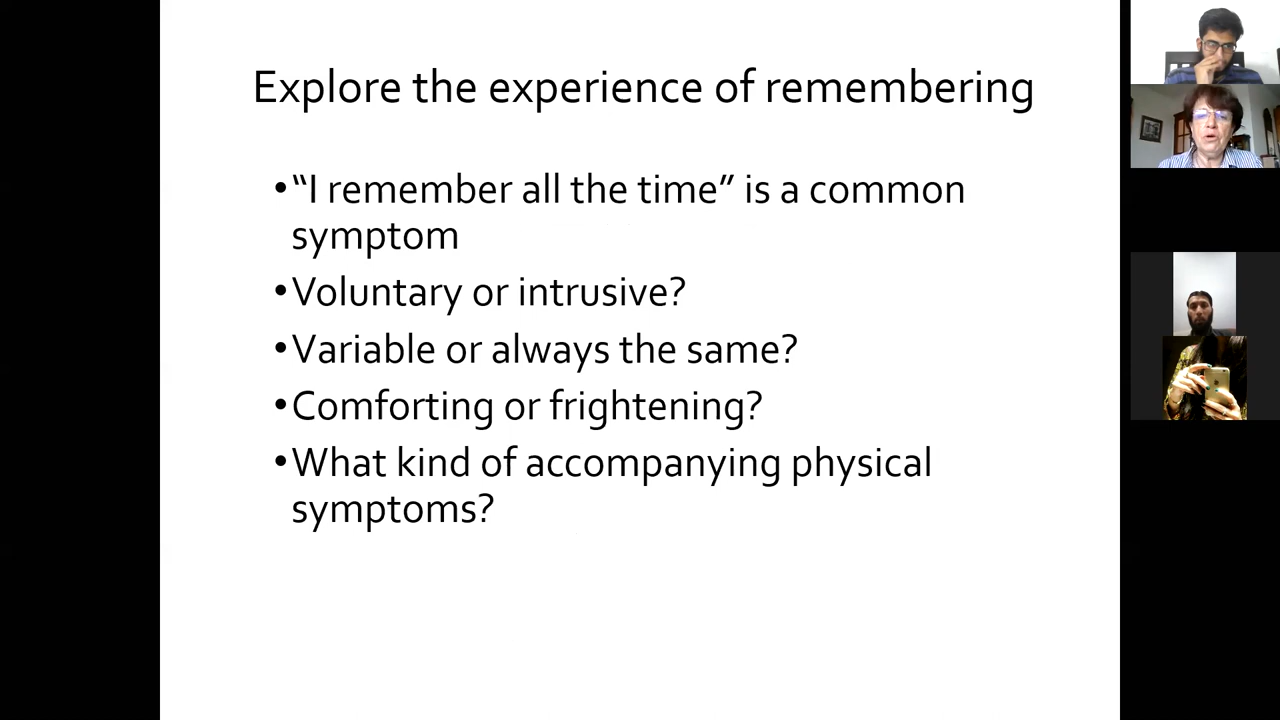 Explore the experience of remembering
•“I remember all the time” is a common
symptom
•Voluntary or intrusive?
•Variable or always the same?
•Comforting or frightening?
•What kind of accompanying physical
symptoms?